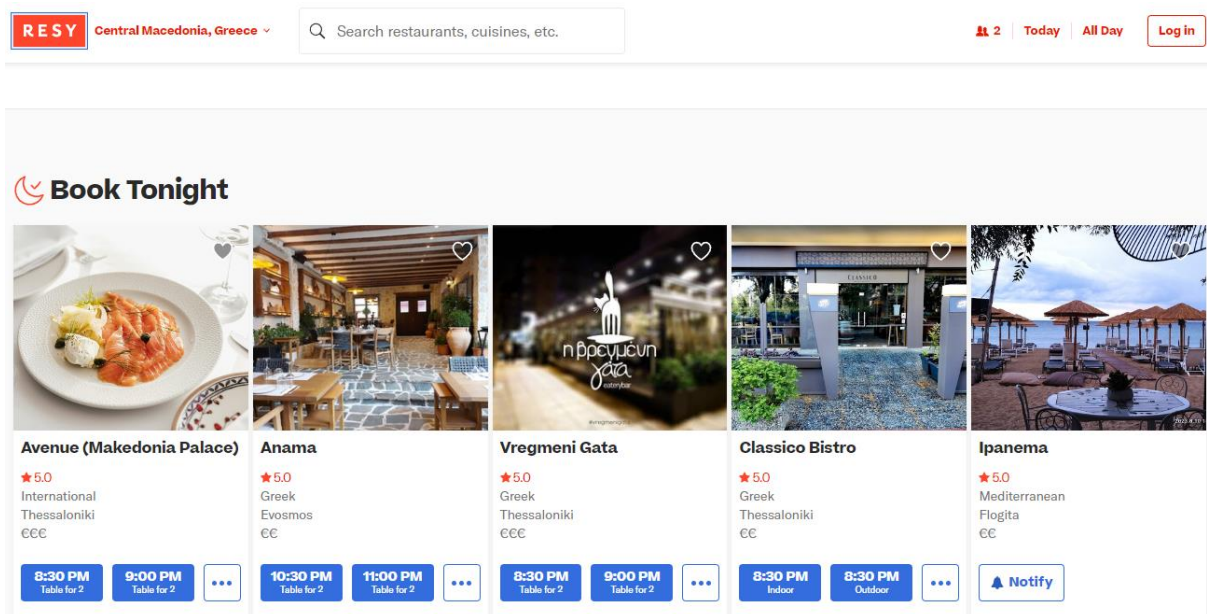 RESY Central Macedonia, Greece Search restaurants, cuisines, etc. 2 Today All Day Log in
Book Tonight
CLASSICO
η βρεγμένη
γάτα
eaterybar
#vregmenigata
Avenue (Makedonia Palace)
5.0
International
Thessaloniki
€€€
8:30 PM
Table for 2
9:00 PM
Table for 2
Anama
5.0
Greek
Evosmos
€€
10:30 PM
Table for 2
11:00 PM
Table for 2
Vregmeni Gata
5.0
Greek
Thessaloniki
€€€
8:30 PM
Table for 2
9:00 PM
Table for 2
Classico Bistro
5.0
Greek
Thessaloniki
€€
8:30 PM
Indoor
8:30 PM
Outdoor
Ipanema
5.0
Mediterranean
Flogita
€€
Notify